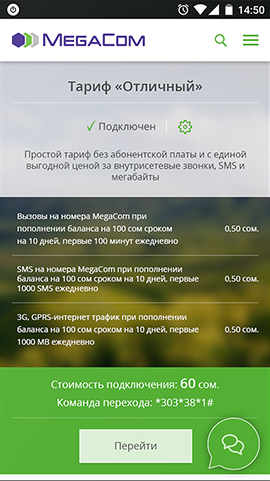 14:50
MEGACOM
Тариф «Отличный»
Подключен
Простой тариф без абонентской платы и с единой
выгодной ценой за внутрисетевые звонки, SMS и
мегабайты
Вызовы на номера MegaCom при
пополнении баланса на 100 сом сроком
на 10 дней, первые 100 минут ежедневно
0,50 сом.
SMS на номера MegaCom при пополнении
баланса на 100 сом сроком на 10 дней, первые
1000 SMS ежедневно
0,50 сом.
3G, GPRS-интернет трафик при пополнении
баланса на 100 сом сроком на 10 дней, первые
1000 MB ежедневно
0,50 сом.
Стоимость подключения: 60 сом.
Команда перехода: *303*38*1#
Перейти